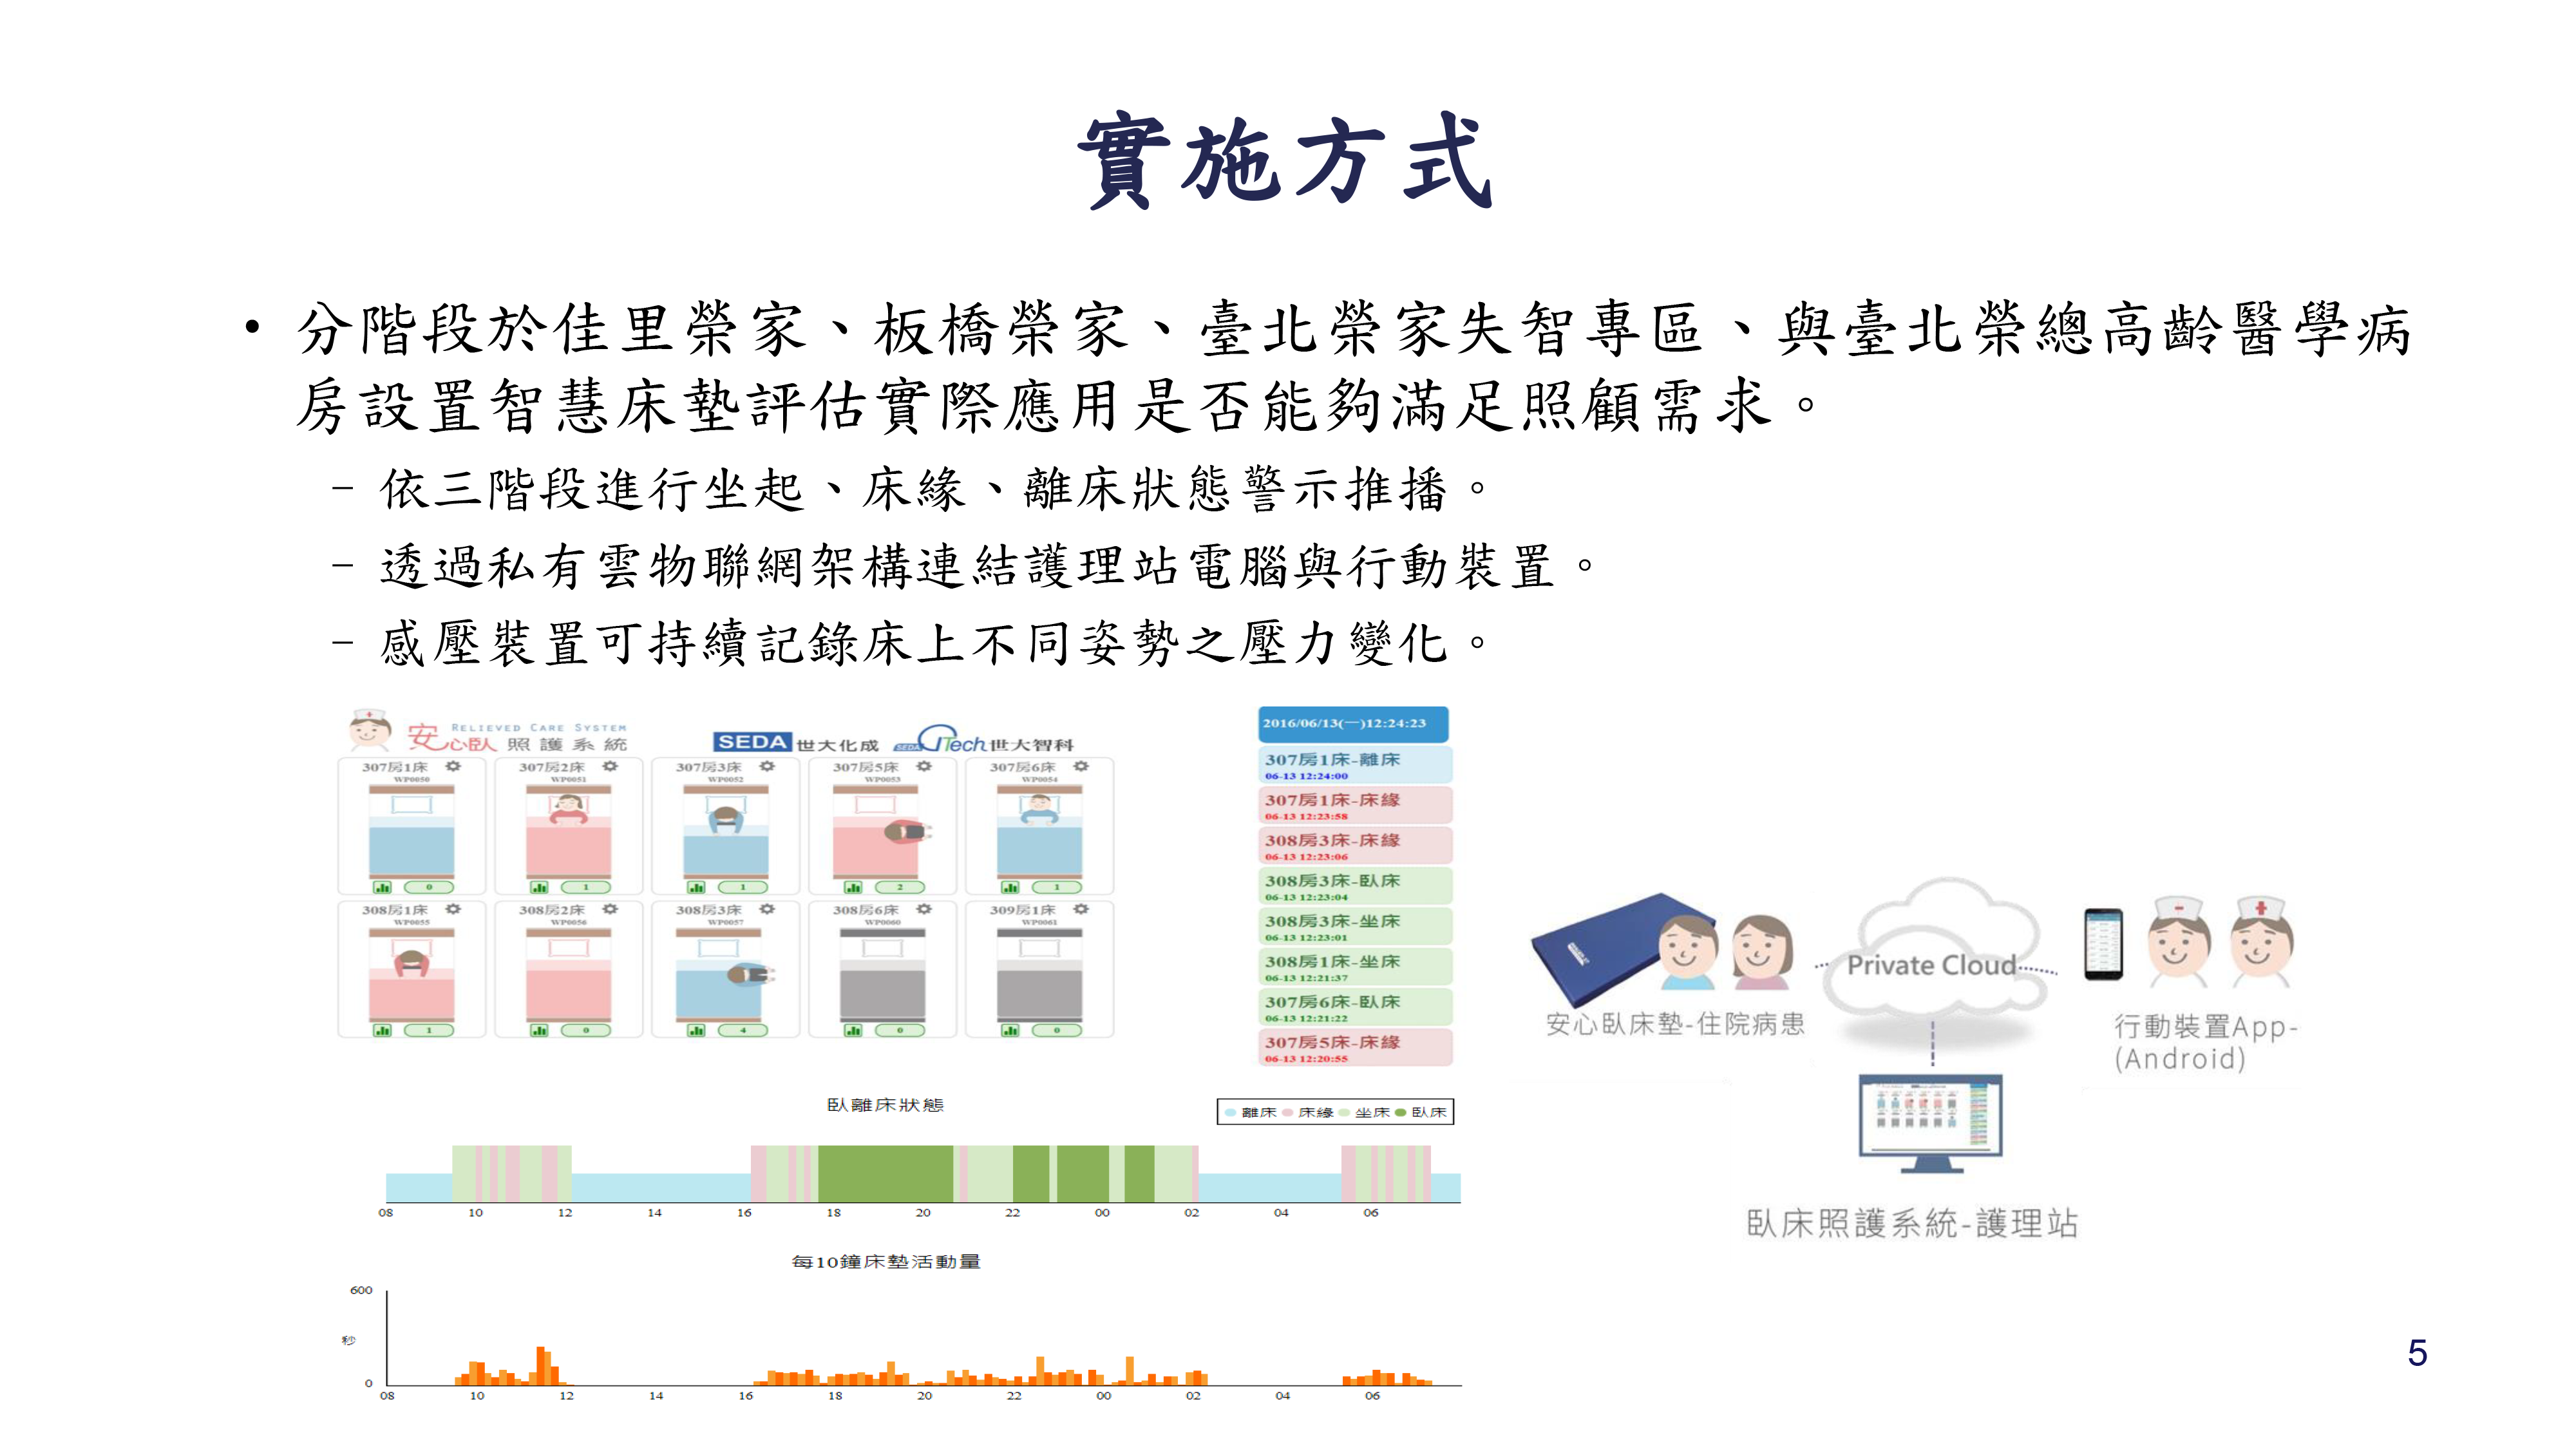 實施方式
• 分階段於佳里榮家、板橋榮家、臺北榮家失智專區、與臺北榮總高齡醫學病
房設置智慧床墊評估實際應用是否能夠滿足照顧需求。
– 依三階段進行坐起、床緣、離床狀態警示推播。
– 透過私有雲物聯網架構連結護理站電腦與行動裝置。
– 感壓裝置可持續記錄床上不同姿勢之壓力變化。
安心臥 RELIEVED CARE SYSTEM 照護系統
SEDA 世大化成 SEDA iTech 世大智科
307房1床 307房2床 307房3床 307房5床 307房6床
WP0050 WP0051 WP0052 WP0053 WP0054
0 1 1 2 1
308房1床 308房2床 308房3床 308房6床 309房1床
WP0055 WP0056 WP0057 WP0060 WP0061
1 0 4 0 0
2016/06/13(一)12:24:23
307房1床-離床
06-13 12:24:00
307房1床-床緣
06-13 12:23:58
308房3床-床緣
06-13 12:23:06
308房3床-臥床
06-13 12:23:04
308房3床-坐床
06-13 12:23:01
308房1床-坐床
06-13 12:21:37
307房6床-臥床
06-13 12:21:22
307房5床-床緣
06-13 12:20:55
Private Cloud
安心臥床墊-住院病患
行動裝置App-
(Android)
臥床照護系統-護理站
臥離床狀態
離床 床緣 坐床 臥床
08 10 12 14 16 18 20 22 00 02 04 06
每10鐘床墊活動量
600
秒
0
08 10 12 14 16 18 20 22 00 02 04 06
5